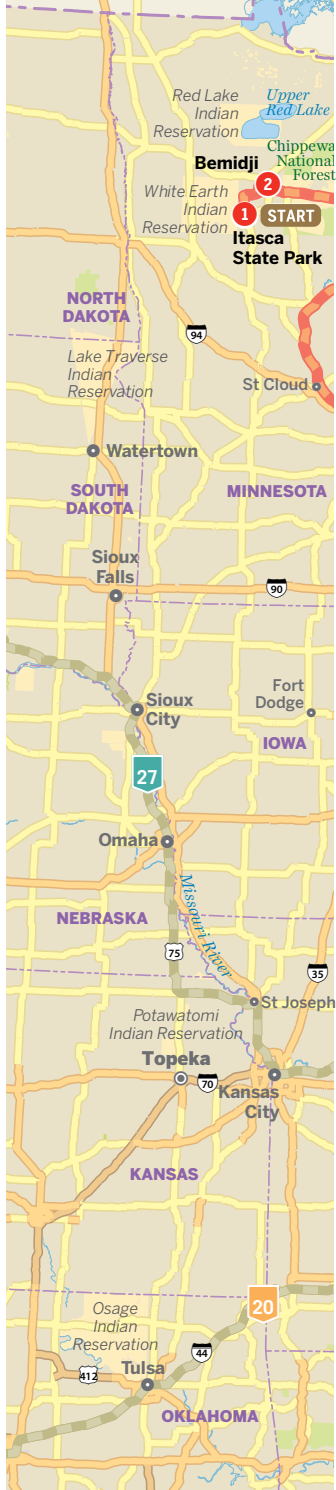 Red Lake
Indian
Reservation
Upper
Red Lake
Chippewa
National
Forest
Bemidji
2
White Earth
Indian
Reservation
1
START
Itasca
State Park
NORTH
DAKOTA
94
Lake Traverse
Indian
Reservation
St Cloud
Watertown
SOUTH
DAKOTA
MINNESOTA
Sioux
Falls
90
Sioux
City
Fort
Dodge
IOWA
27
Omaha
Missouri River
NEBRASKA
75
35
St Joseph
Potawatomi
Indian Reservation
Topeka
70
Kansas
City
KANSAS
20
Osage
Indian
Reservation
44
412
Tulsa
OKLAHOMA